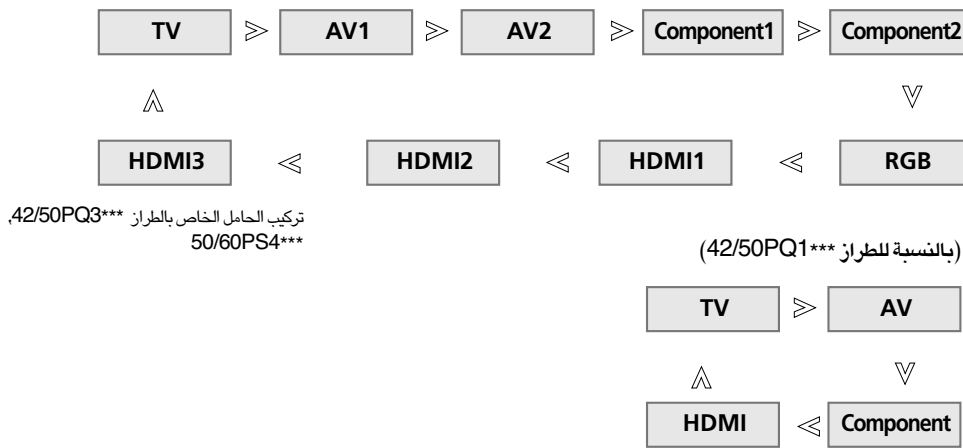 TV AV1 AV2 Component1 Component2
HDMI3 HDMI2 HDMI1 RGB
تركيب الحامل الخاص بالطراز 42/50PQ3***,
50/60PS4***
(بالنسبة للطراز 42/50PQ1***)
TV AV
HDMI Component